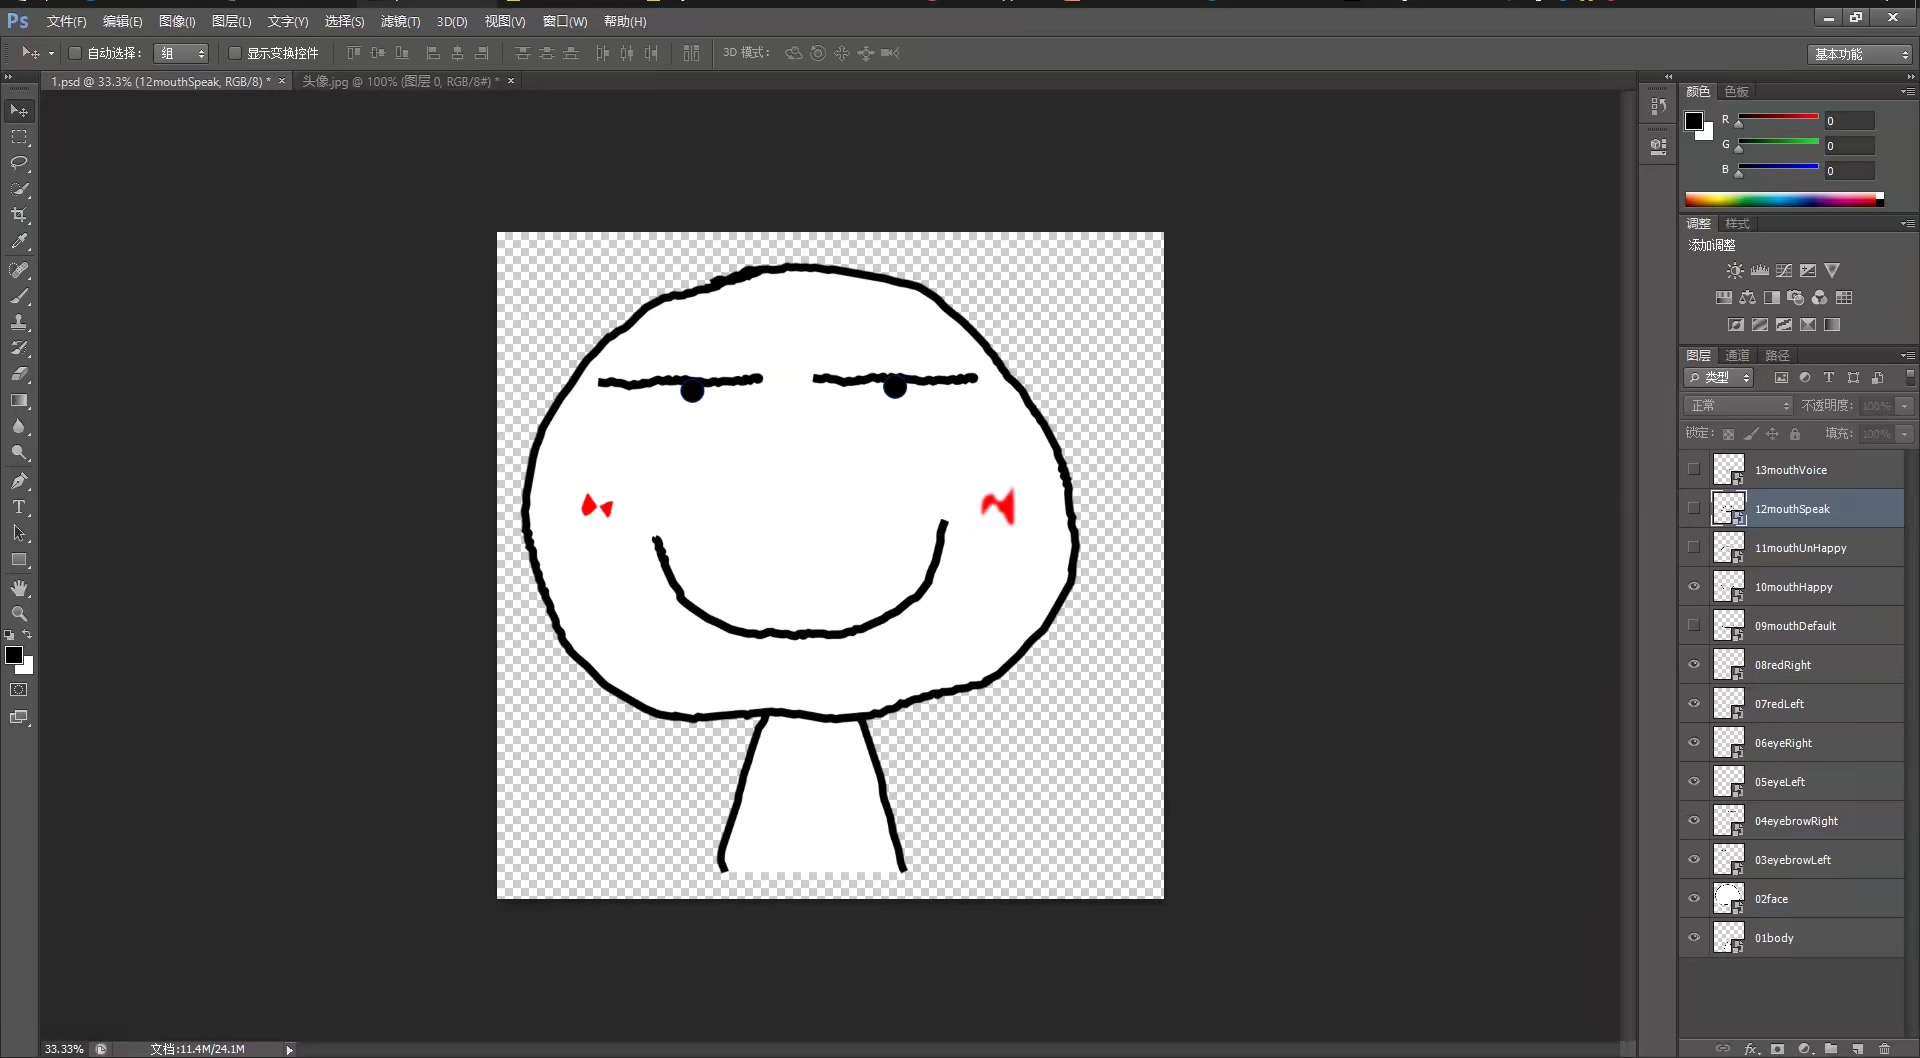 Ps 文件(F) 编辑(E) 图像(I) 图层(L) 文字(Y) 选择(S) 滤镜(T) 3D(D) 视图(V) 窗口(W) 帮助(H)
自动选择: 组 显示变换控件 3D 模式: 基本功能
1.psd @ 33.3% (12mouthSpeak, RGB/8) * × 头像.jpg @ 100% (图层 0, RGB/8#) * ×
颜色 色板
R 0
G 0
B 0
调整 样式
添加调整
图层 通道 路径
类型
正常 不透明度: 100%
锁定: 填充: 100%
13mouthVoice
12mouthSpeak
11mouthUnHappy
10mouthHappy
09mouthDefault
08redRight
07redLeft
06eyeRight
05eyeLeft
04eyebrowRight
03eyebrowLeft
02face
01body
33.33% 文档:11.4M/24.1M